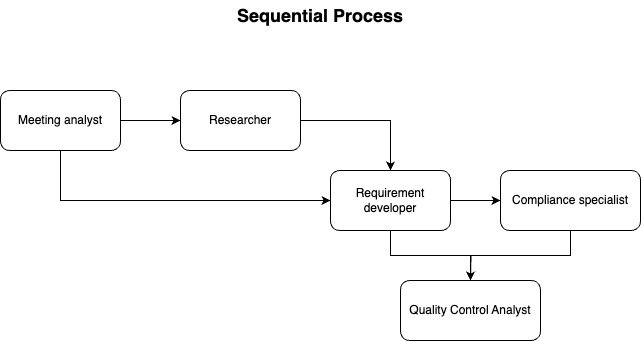 Sequential Process
Meeting analyst
Researcher
Requirement
developer
Compliance specialist
Quality Control Analyst